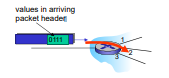 values in arriving
packet header
0111
1
2
3